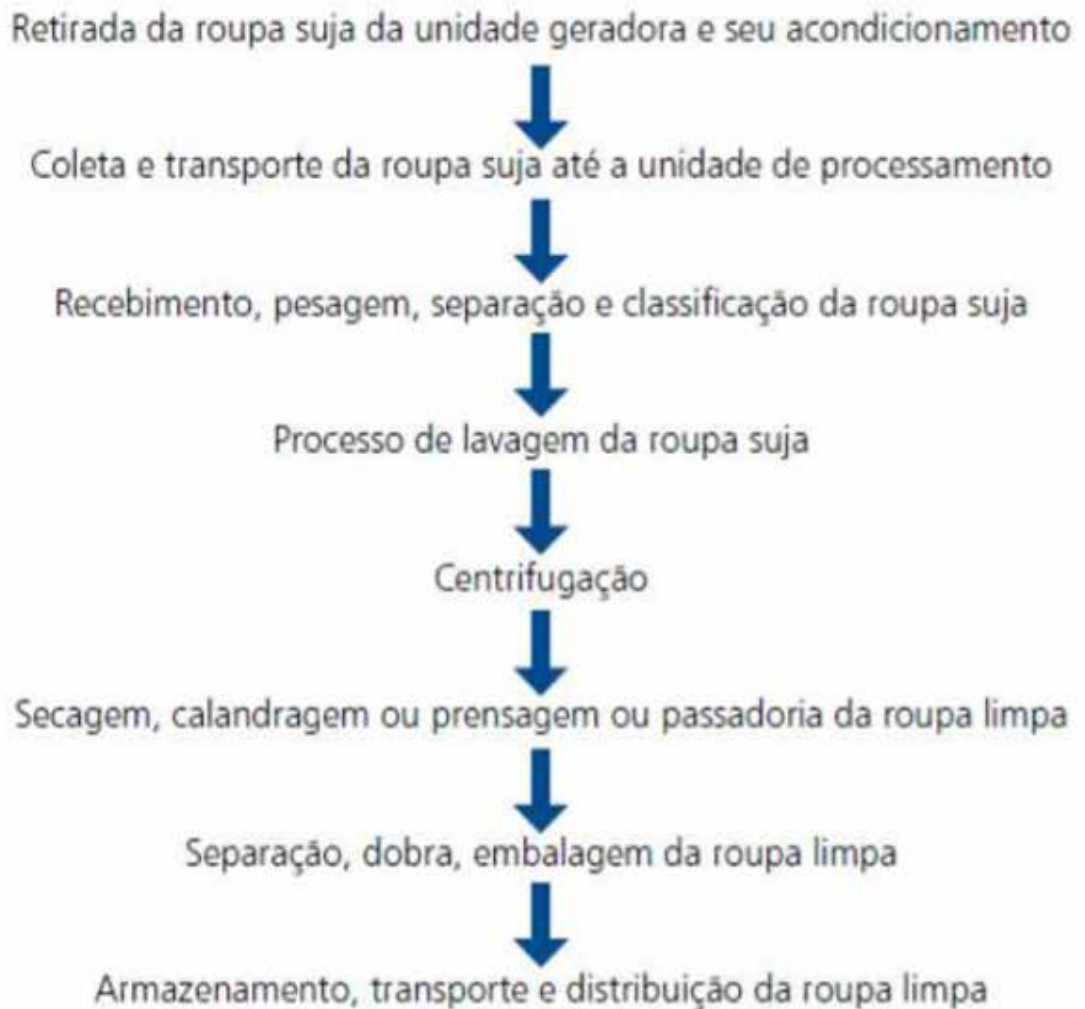 Retirada da roupa suja da unidade geradora e seu acondicionamento
Coleta e transporte da roupa suja até a unidade de processamento
Recebimento, pesagem, separação e classificação da roupa suja
Processo de lavagem da roupa suja
Centrifugação
Secagem, calandragem ou prensagem ou passadoria da roupa limpa
Separação, dobra, embalagem da roupa limpa
Armazenamento, transporte e distribuição da roupa limpa